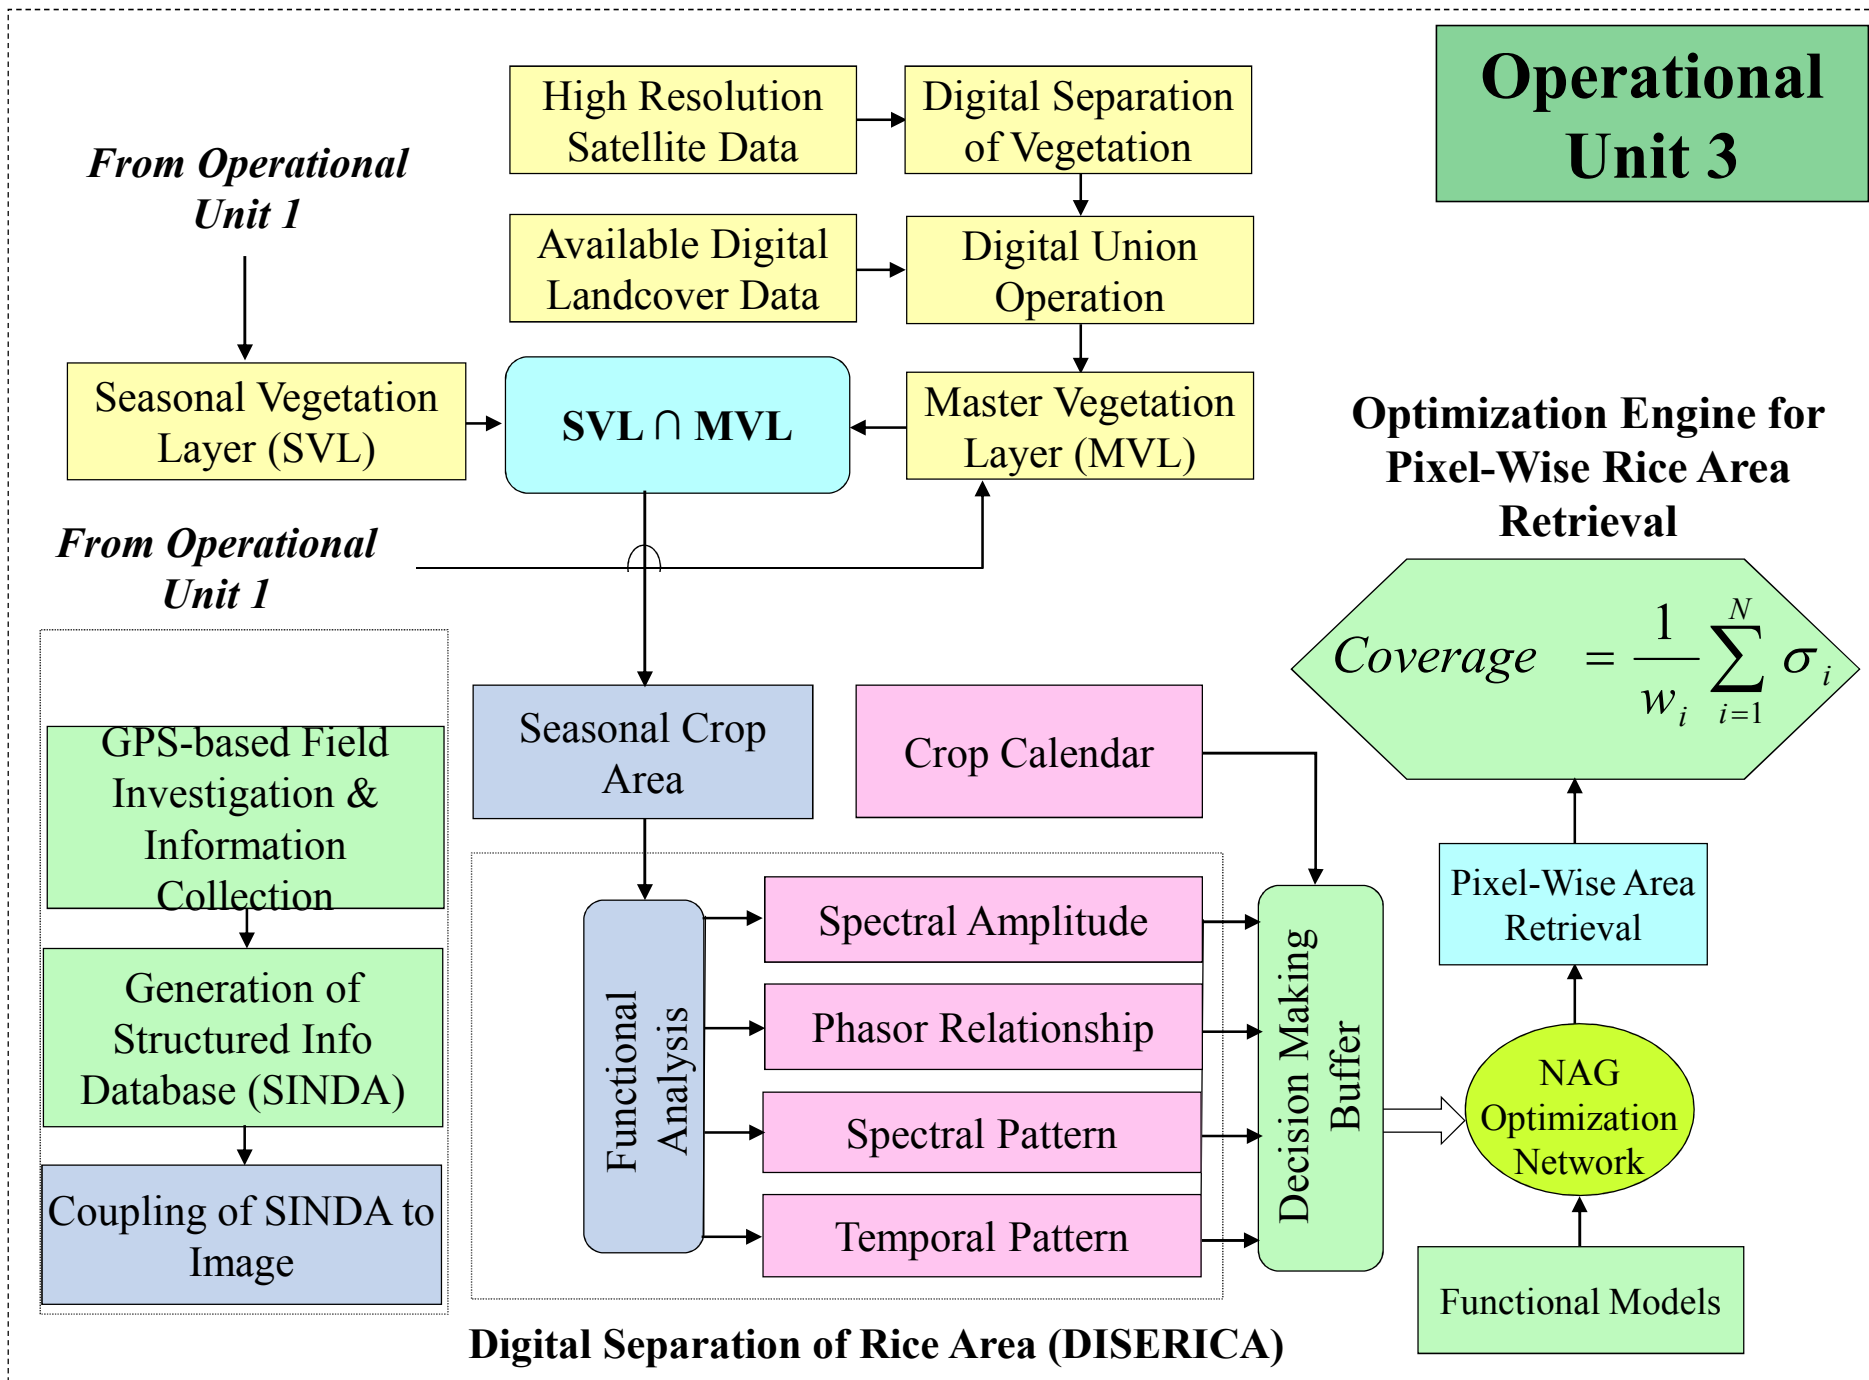 Operational
Unit 3
High Resolution
Satellite Data
Digital Separation
of Vegetation
From Operational
Unit 1
Available Digital
Landcover Data
Digital Union
Operation
Seasonal Vegetation
Layer (SVL)
SVL ∩ MVL
Master Vegetation
Layer (MVL)
From Operational
Unit 1
Optimization Engine for
Pixel-Wise Rice Area
Retrieval
Coverage = \frac{1}{w_i} \sum_{i=1}^{N} σ_i
GPS-based Field
Investigation &
Information
Collection
Generation of
Structured Info
Database (SINDA)
Coupling of SINDA to
Image
Seasonal Crop
Area
Crop Calendar
Functional
Analysis
Spectral Amplitude
Phasor Relationship
Spectral Pattern
Temporal Pattern
Decision Making
Buffer
Pixel-Wise Area
Retrieval
NAG
Optimization
Network
Functional Models
Digital Separation of Rice Area (DISERICA)